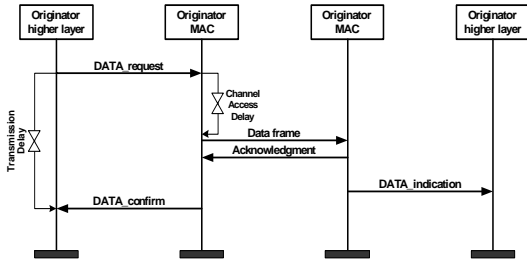 Originator
higher layer
Originator
MAC
Originator
MAC
Originator
higher layer
DATA_request
Channel
Access
Delay
Transmission
Delay
Data frame
Acknowledgment
DATA_indication
DATA_confirm